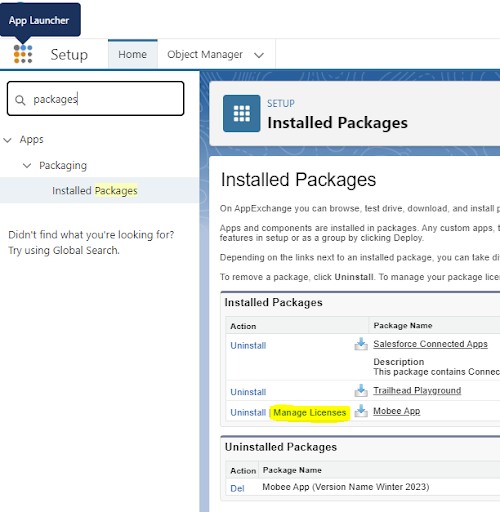 App Launcher
Setup
Home
Object Manager
packages
Apps
Packaging
Installed Packages
Didn't find what you're looking for?
Try using Global Search.
SETUP
Installed Packages
Installed Packages
On AppExchange you can browse, test drive, download, and install p
Apps and components are installed in packages. Any custom apps, t
features in setup or as a group by clicking Deploy.
Depending on the links next to an installed package, you can take di
To remove a package, click Uninstall. To manage your package lice
Installed Packages
Action Package Name
Uninstall Salesforce Connected Apps
Description
This package contains Connec
Uninstall Trailhead Playground
Uninstall Manage Licenses Mobee App
Uninstalled Packages
Action Package Name
Del Mobee App (Version Name Winter 2023)